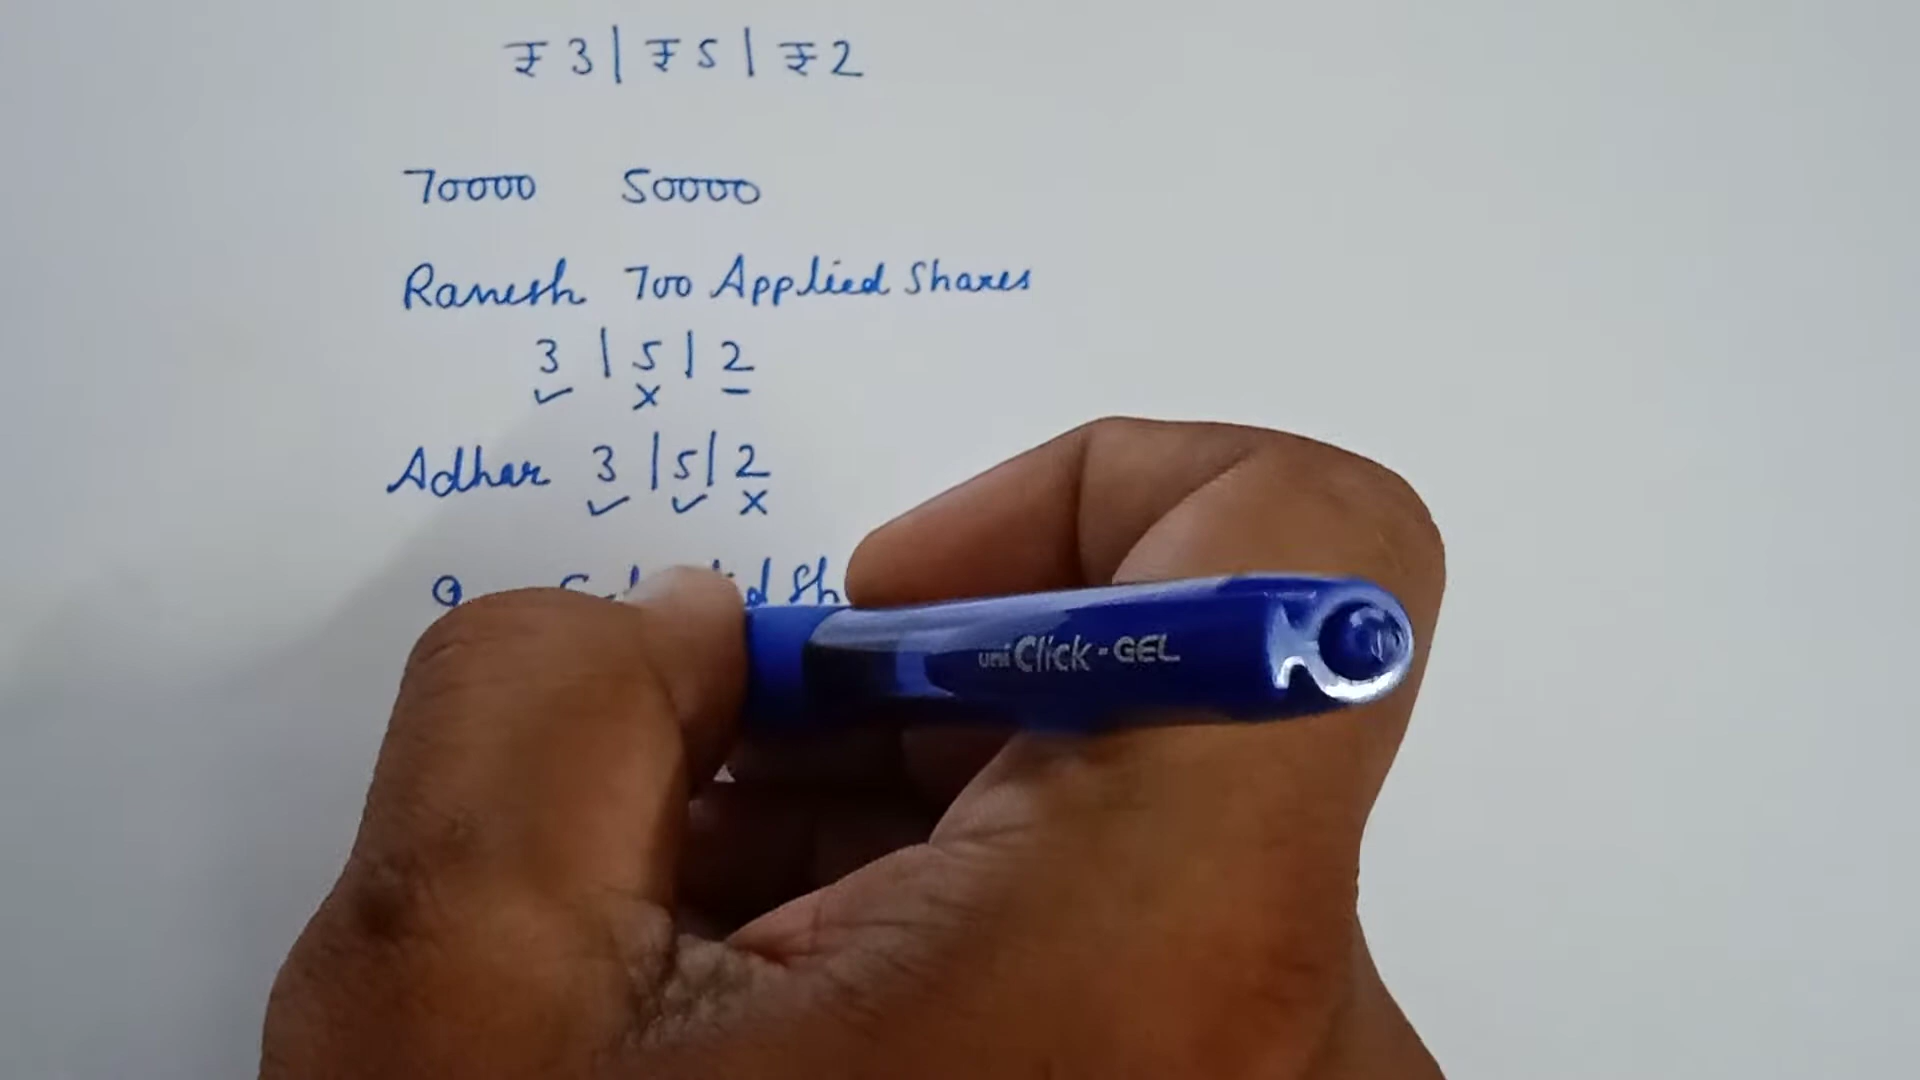 ₹3 | ₹5 | ₹2
70000 50000
Ramesh 700 Applied Shares
3 | 5 | 2
✓ x –
Adhar 3 | 5 | 2
✓ ✓ x
uni Click-GEL